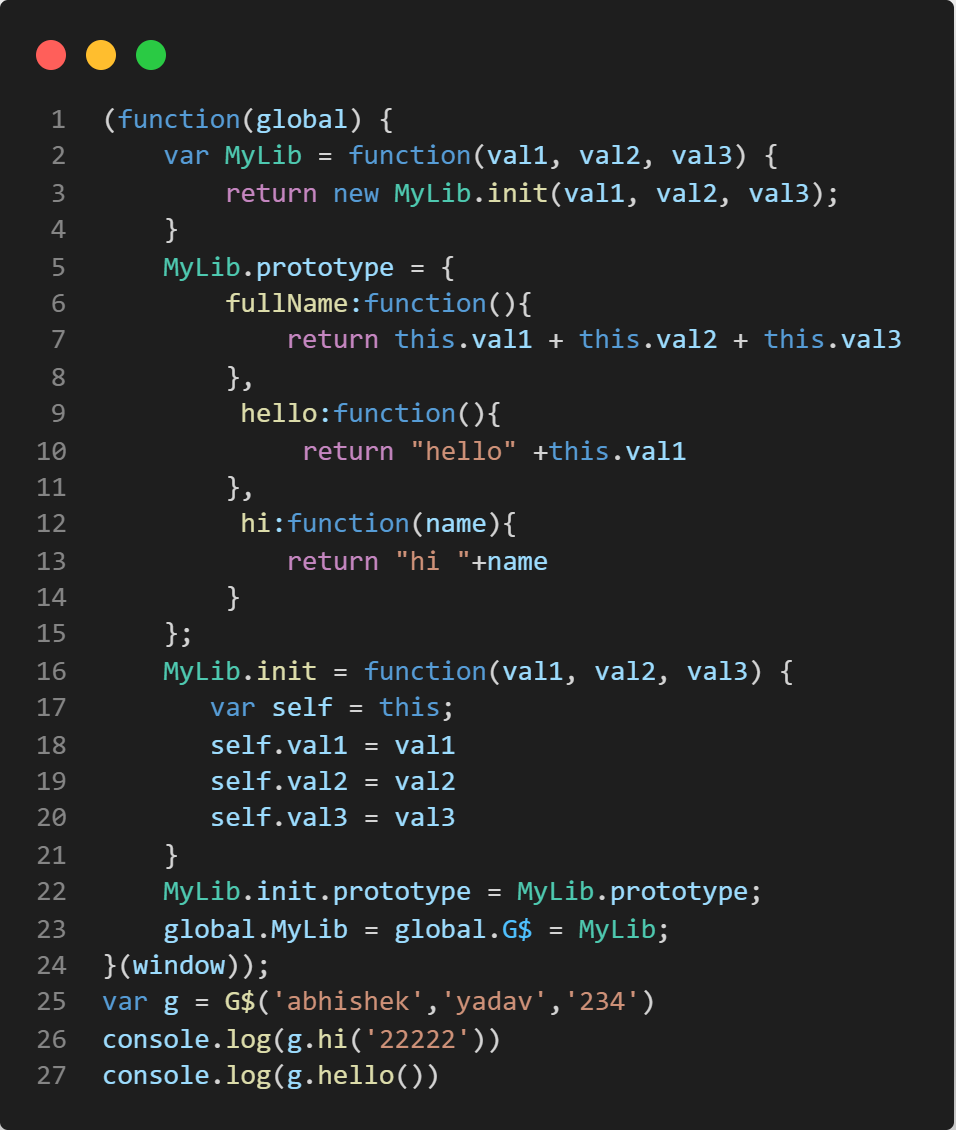 1 (function(global) {
2     var MyLib = function(val1, val2, val3) {
3         return new MyLib.init(val1, val2, val3);
4     }
5     MyLib.prototype = {
6         fullName:function(){
7             return this.val1 + this.val2 + this.val3
8         },
9          hello:function(){
10              return "hello" +this.val1
11         },
12          hi:function(name){
13             return "hi "+name
14         }
15     };
16     MyLib.init = function(val1, val2, val3) {
17        var self = this;
18        self.val1 = val1
19        self.val2 = val2
20        self.val3 = val3
21     }
22     MyLib.init.prototype = MyLib.prototype;
23     global.MyLib = global.G$ = MyLib;
24 }(window));
25 var g = G$('abhishek','yadav','234')
26 console.log(g.hi('22222'))
27 console.log(g.hello())